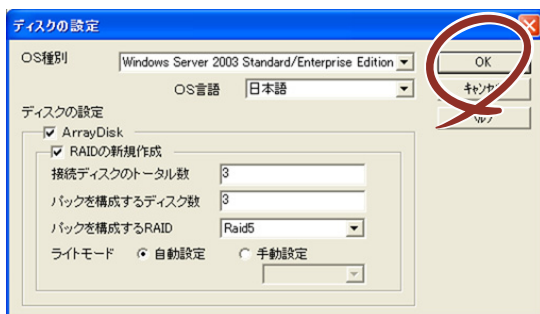 ディスクの設定
OS種別 Windows Server 2003 Standard/Enterprise Edition OK
OS言語 日本語
ディスクの設定
ArrayDisk
RAIDの新規作成
接続ディスクのトータル数 3
パックを構成するディスク数 3
パックを構成するRAID Raid5
ライトモード 自動設定 手動設定